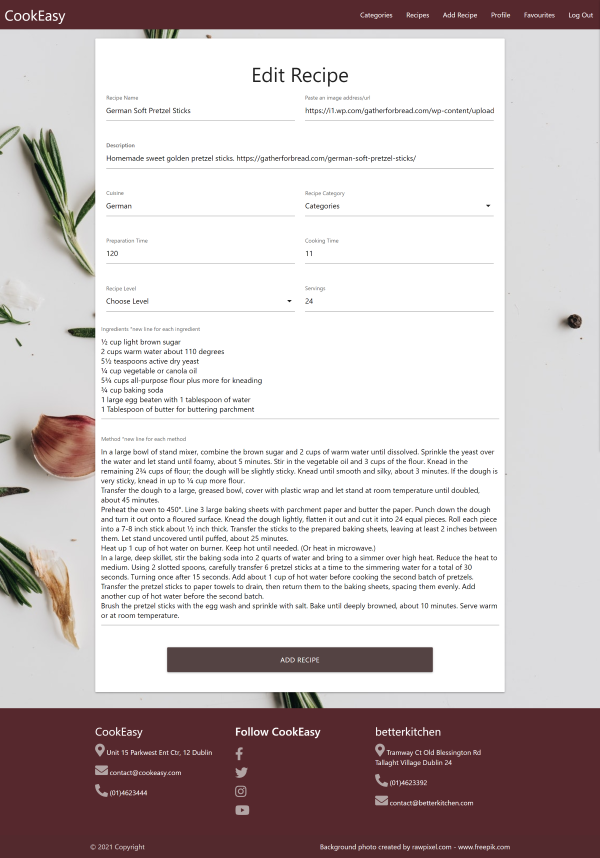 CookEasy
Categories Recipes Add Recipe Profile Favourites Log Out
Edit Recipe
Recipe Name
German Soft Pretzel Sticks
Paste an image address/url
https://i1.wp.com/gatherforbread.com/wp-content/upload
Description
Homemade sweet golden pretzel sticks. https://gatherforbread.com/german-soft-pretzel-sticks/
Cuisine
German
Recipe Category
Categories
Preparation Time
120
Cooking Time
11
Recipe Level
Choose Level
Servings
24
Ingredients *new line for each ingredient
½ cup light brown sugar
2 cups warm water about 110 degrees
5½ teaspoons active dry yeast
¼ cup vegetable or canola oil
5¾ cups all-purpose flour plus more for kneading
¾ cup baking soda
1 large egg beaten with 1 tablespoon of water
1 Tablespoon of butter for buttering parchment
Method *new line for each method
In a large bowl of stand mixer, combine the brown sugar and 2 cups of warm water until dissolved. Sprinkle the yeast over
the water and let stand until foamy, about 5 minutes. Stir in the vegetable oil and 3 cups of the flour. Knead in the
remaining 2¾ cups of flour; the dough will be slightly sticky. Knead until smooth and silky, about 3 minutes. If the dough is
very sticky, knead in up to ¼ cup more flour.
Transfer the dough to a large, greased bowl, cover with plastic wrap and let stand at room temperature until doubled,
about 45 minutes.
Preheat the oven to 450°. Line 3 large baking sheets with parchment paper and butter the paper. Punch down the dough
and turn it out onto a floured surface. Knead the dough lightly, flatten it out and cut it into 24 equal pieces. Roll each piece
into a 7-8 inch stick about ½ inch thick. Transfer the sticks to the prepared baking sheets, leaving at least 2 inches between
them. Let stand uncovered until puffed, about 25 minutes.
Heat up 1 cup of hot water on burner. Keep hot until needed. (Or heat in microwave.)
In a large, deep skillet, stir the baking soda into 2 quarts of water and bring to a simmer over high heat. Reduce the heat to
medium. Using 2 slotted spoons, carefully transfer 6 pretzel sticks at a time to the simmering water for a total of 30
seconds. Turning once after 15 seconds. Add about 1 cup of hot water before cooking the second batch of pretzels.
Transfer the pretzel sticks to paper towels to drain, then return them to the baking sheets, spacing them evenly. Add
another cup of hot water before the second batch.
Brush the pretzel sticks with the egg wash and sprinkle with salt. Bake until deeply browned, about 10 minutes. Serve warm
or at room temperature.
ADD RECIPE
CookEasy
Unit 15 Parkwest Ent Ctr, 12 Dublin
contact@cookeasy.com
(01)4623444
Follow CookEasy
betterkitchen
Tramway Ct Old Blessington Rd
Tallaght Village Dublin 24
(01)4623392
contact@betterkitchen.com
© 2021 Copyright
Background photo created by rawpixel.com - www.freepik.com